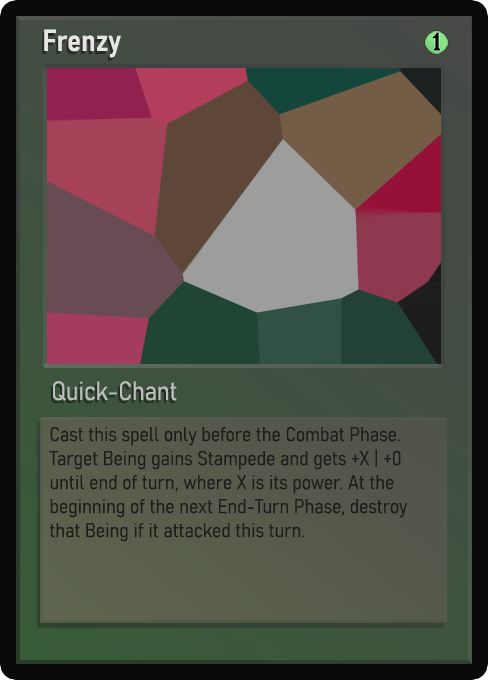 Frenzy 1
Quick-Chant
Cast this spell only before the Combat Phase.
Target Being gains Stampede and gets +X | +0
until end of turn, where X is its power. At the
beginning of the next End-Turn Phase, destroy
that Being if it attacked this turn.